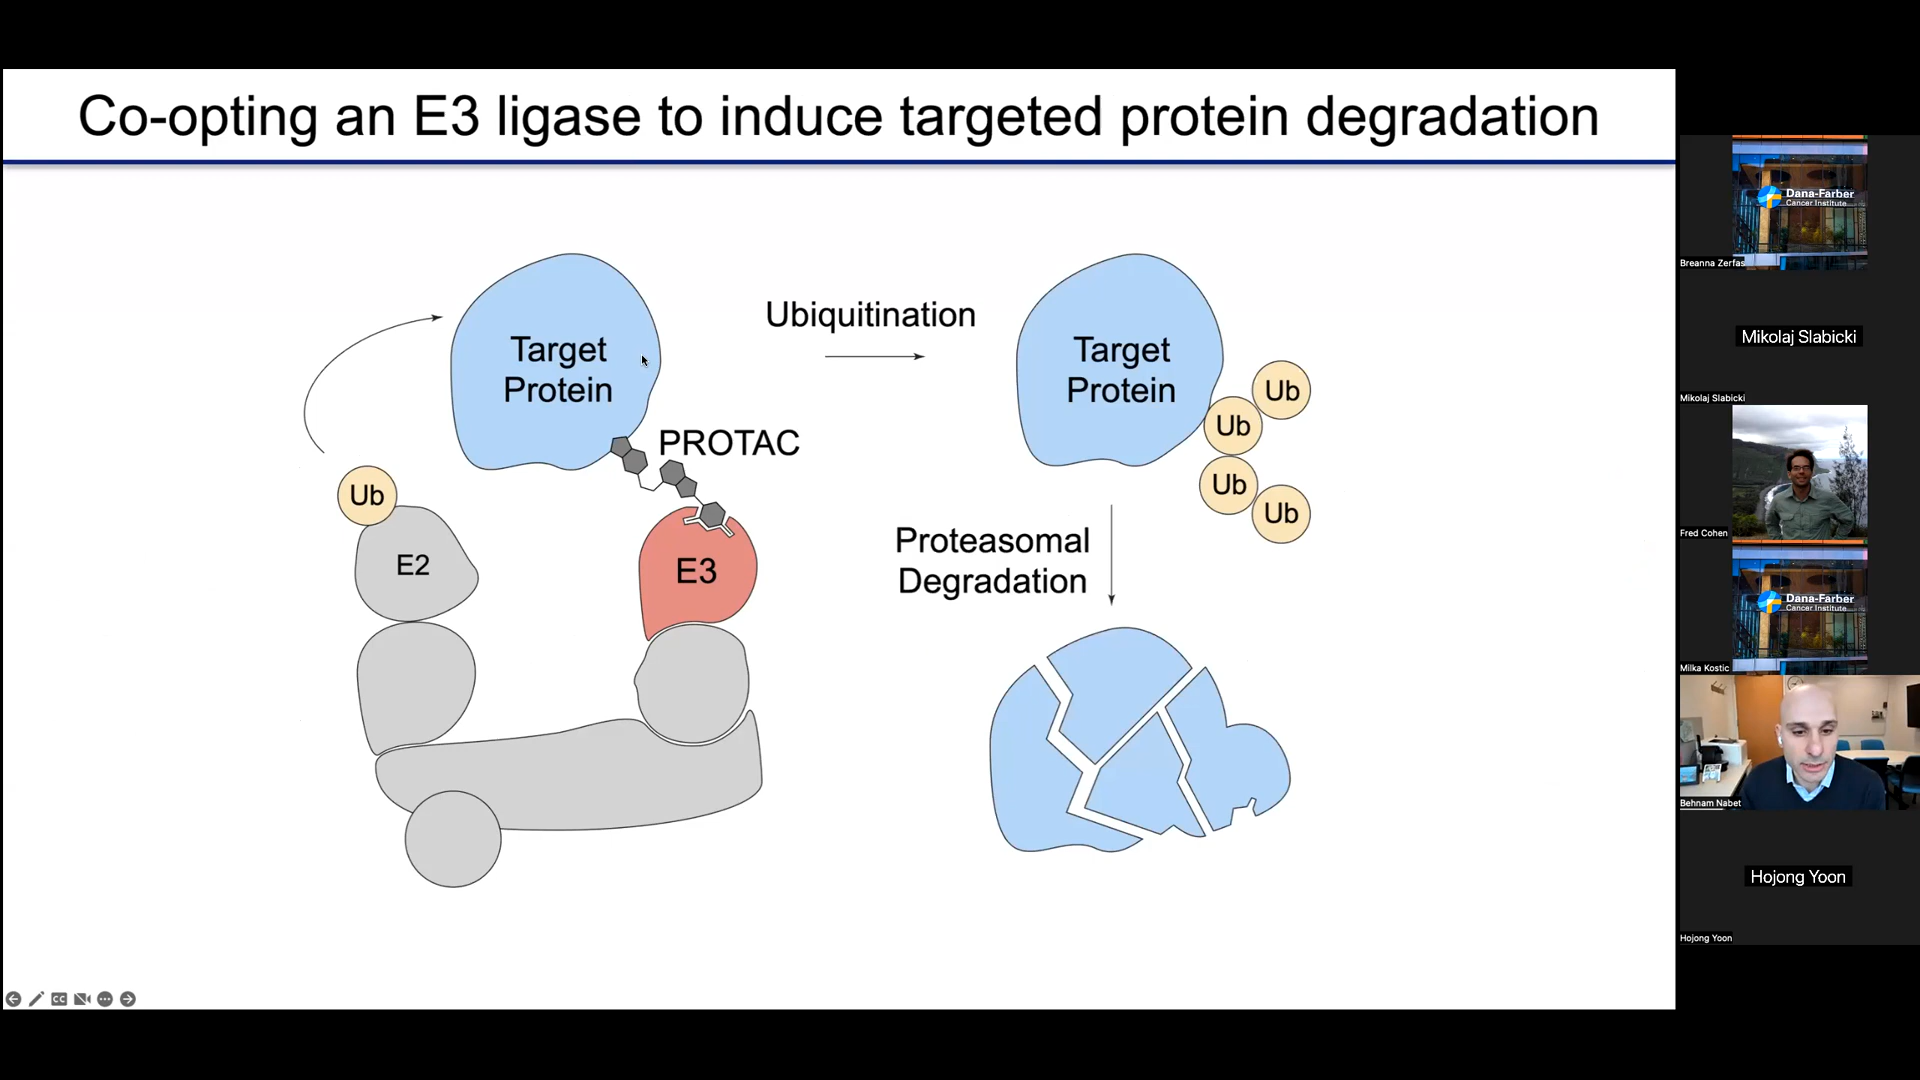 Co-opting an E3 ligase to induce targeted protein degradation
Target
Protein
PROTAC
Ub
E2
E3
Ubiquitination
Target
Protein
Ub
Ub
Ub
Ub
Proteasomal
Degradation
CC
Dana-Farber
Cancer Institute
Breanna Zerfas
Mikolaj Slabicki
Mikolaj Slabicki
Fred Cohen
Dana-Farber
Cancer Institute
Milka Kostic
Behnam Nabet
Hojong Yoon
Hojong Yoon